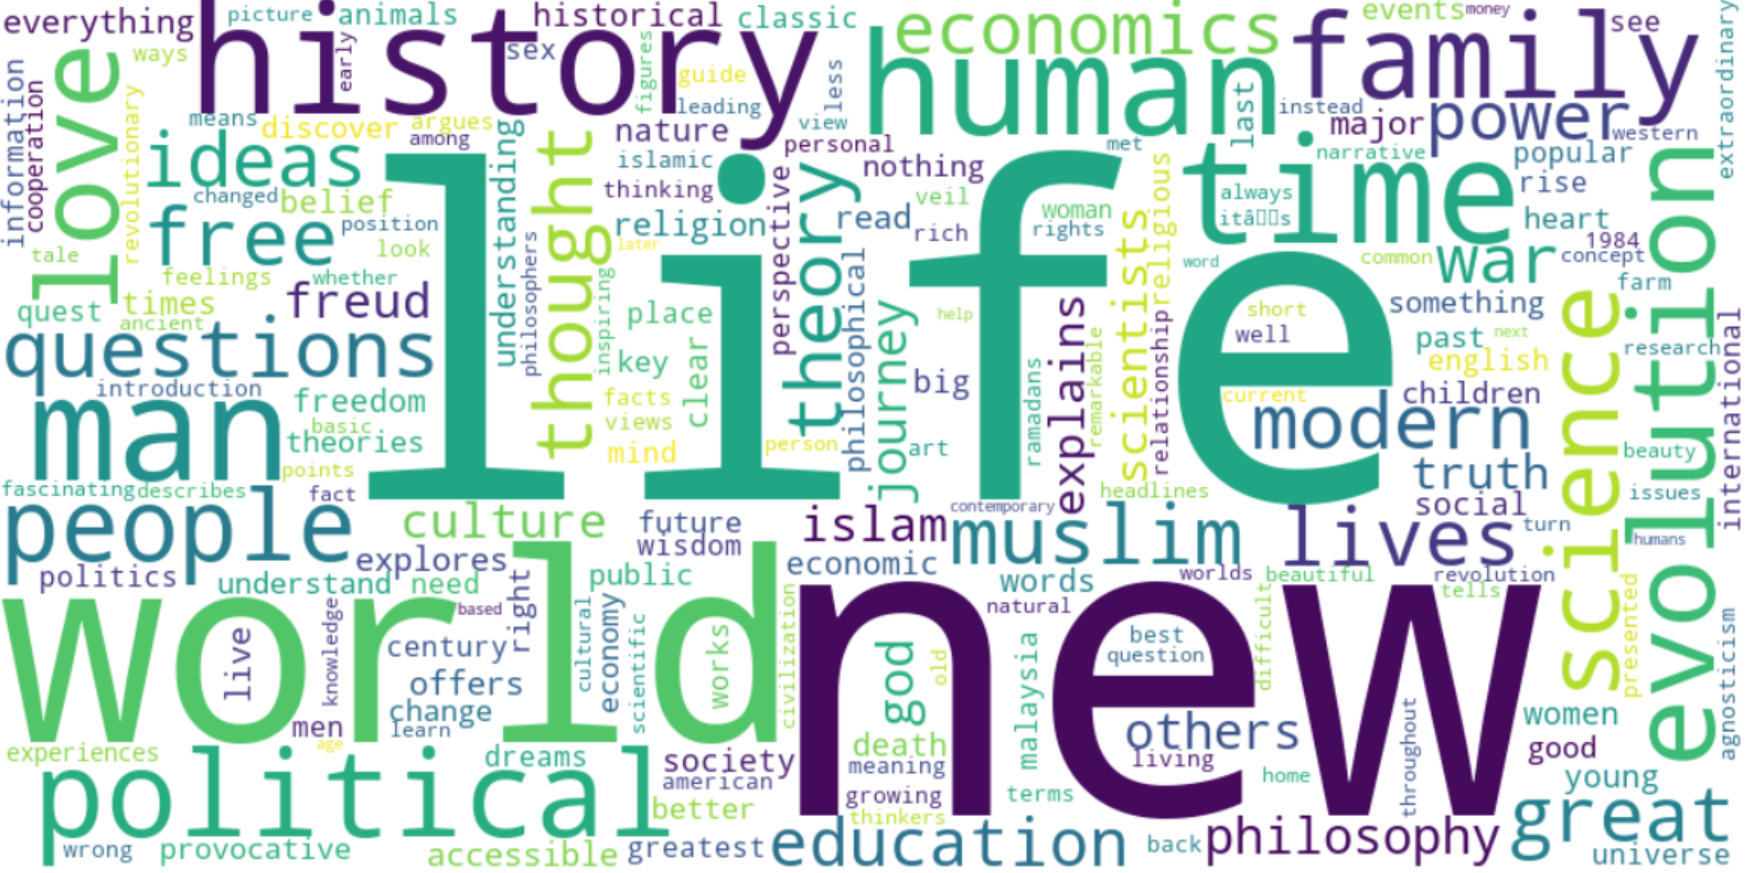 everything
picture
animals
historical
classic
economics
events
money
see
extraordinary
history
human
family
ways
love
sex
early
figures
guide
leading
less
view
last
instead
major
power
western
information
cooperation
revolutionary
means
discover
argues
among
nature
personal
met
narrative
popular
ideas
understanding
thought
islamic
nothing
time
rise
changed
belief
thinking
veil
woman
always
heart
free
position
religion
theory
read
rich
rights
itâ s
1984
tale
look
later
perspective
philosophical
scientists
religious
word
common
war
concept
evolution
feelings
whether
philosophers
inspiring
farm
quest
times
freud
place
journey
help
short
something
ancient
life
explains
remarkable
relationship
well
past
next
questions
key
clear
english
research
international
introduction
freedom
facts
big
ramadans
current
children
man
basic
views
modern
science
theories
mind
person
art
beauty
points
truth
fascinating
describes
fact
headlines
issues
contemporary
social
people
culture
future
islam
muslim
lives
turn
explores
wisdom
economic
humans
politics
understand
need
right
public
words
worlds
beautiful
revolution
world
based
cultural
civilization
new
natural
tells
live
knowledge
century
economy
scientific
works
god
old
malaysia
best
question
difficult
presented
agnosticism
offers
change
learn
men
age
others
women
throughout
experiences
dreams
society
death
living
good
political
american
meaning
home
young
better
growing
terms
thinkers
great
wrong
provocative
accessible
greatest
education
back
philosophy
universe